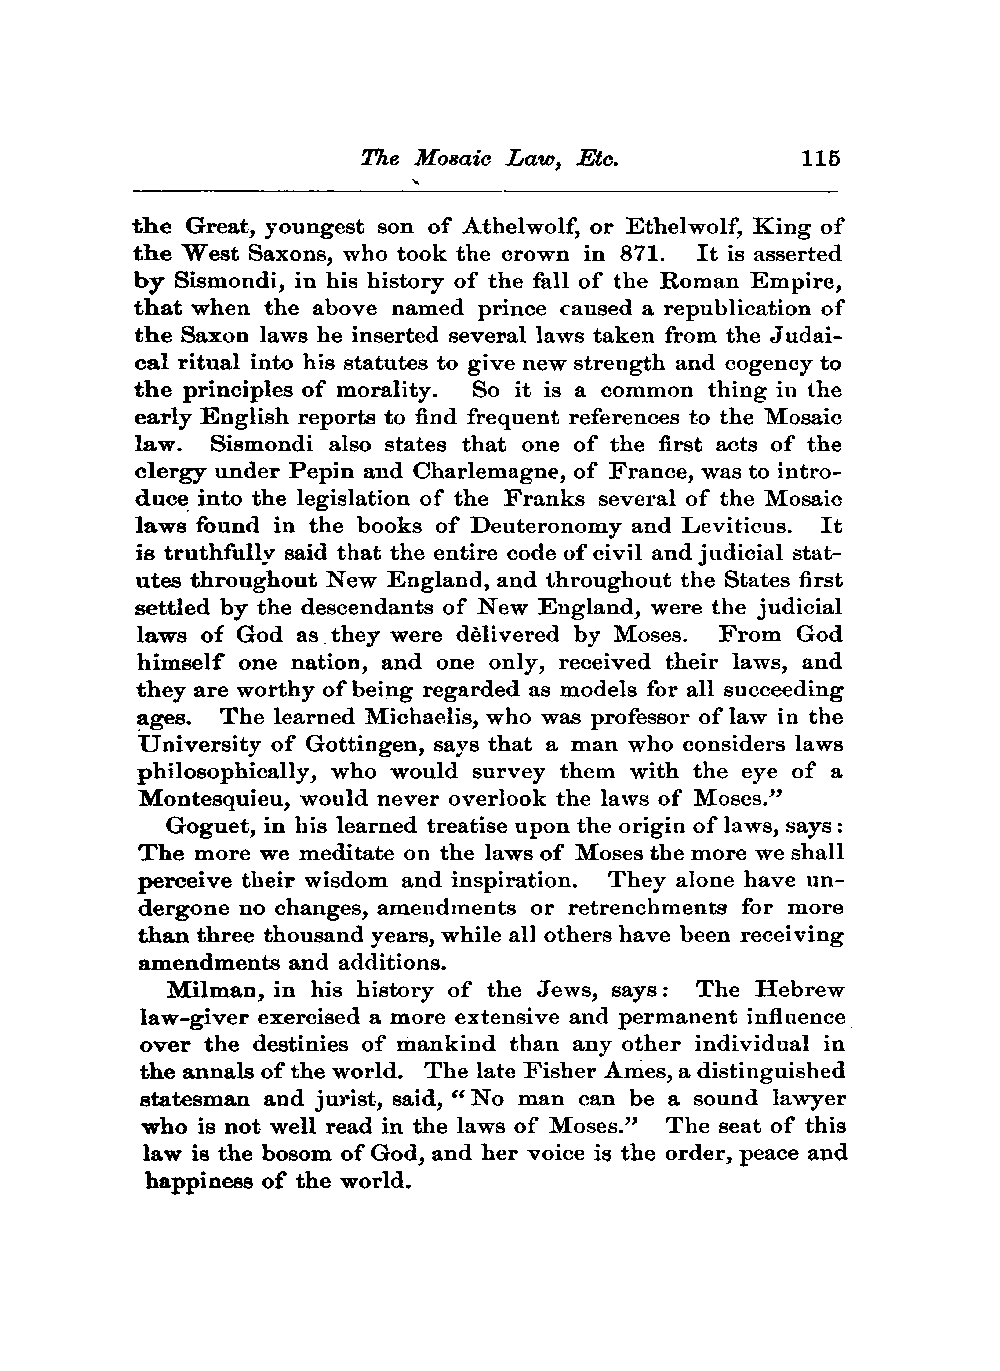 The Mosaic Law, Etc. 115
the Great, youngest son of Athelwolf, or Ethelwolf, King of
the West Saxons, who took the crown in 871. It is asserted
by Sismondi, in his history of the fall of the Roman Empire,
that when the above named prince caused a republication of
the Saxon laws he inserted several laws taken from the Judai-
cal ritual into his statutes to give new strength and cogency to
the principles of morality. So it is a common thing in the
early English reports to find frequent references to the Mosaic
law. Sismondi also states that one of the first acts of the
clergy under Pepin and Charlemagne, of France, was to intro-
duce into the legislation of the Franks several of the Mosaic
laws found in the books of Deuteronomy and Leviticus. It
is truthfully said that the entire code of civil and judicial stat-
utes throughout New England, and throughout the States first
settled by the descendants of New England, were the judicial
laws of God as they were delivered by Moses. From God
himself one nation, and one only, received their laws, and
they are worthy of being regarded as models for all succeeding
ages. The learned Michaelis, who was professor of law in the
University of Gottingen, says that a man who considers laws
philosophically, who would survey them with the eye of a
Montesquieu, would never overlook the laws of Moses."
Goguet, in his learned treatise upon the origin of laws, says:
The more we meditate on the laws of Moses the more we shall
perceive their wisdom and inspiration. They alone have un-
dergone no changes, amendments or retrenchments for more
than three thousand years, while all others have been receiving
amendments and additions.
Milman, in his history of the Jews, says: The Hebrew
law-giver exercised a more extensive and permanent influence
over the destinies of mankind than any other individual in
the annals of the world. The late Fisher Ames, a distinguished
statesman and jurist, said, "No man can be a sound lawyer
who is not well read in the laws of Moses." The seat of this
law is the bosom of God, and her voice is the order, peace and
happiness of the world.